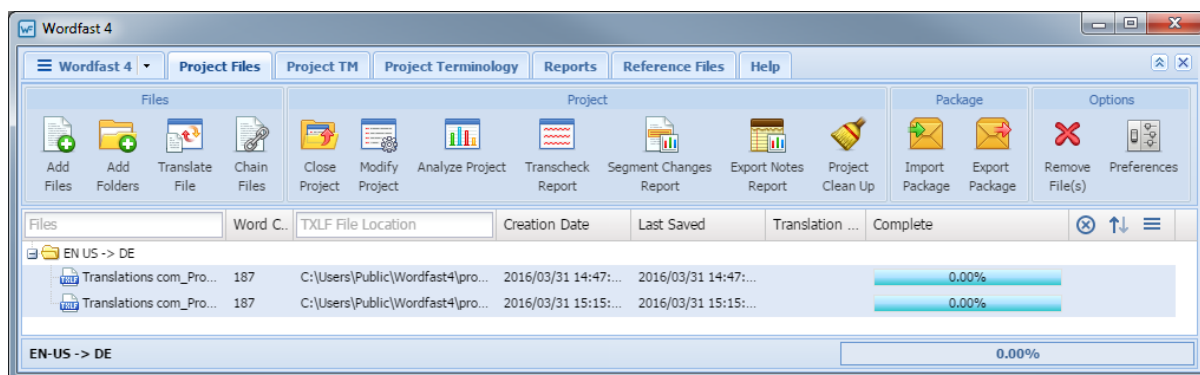 Wordfast 4
Wordfast 4 Project Files Project TM Project Terminology Reports Reference Files Help
Files Project Package Options
Add Files
Add Folders
Translate File
Chain Files
Close Project
Modify Project
Analyze Project
Transcheck Report
Segment Changes Report
Export Notes Report
Project Clean Up
Import Package
Export Package
Remove File(s)
Preferences
Files Word C.. TXLF File Location Creation Date Last Saved Translation ... Complete
EN US -> DE
TXLF Translations com_Pro... 187 C:\Users\Public\Wordfast4\pro... 2016/03/31 14:47:... 2016/03/31 14:47:... 0.00%
TXLF Translations com_Pro... 187 C:\Users\Public\Wordfast4\pro... 2016/03/31 15:15:... 2016/03/31 15:15:... 0.00%
EN-US -> DE 0.00%